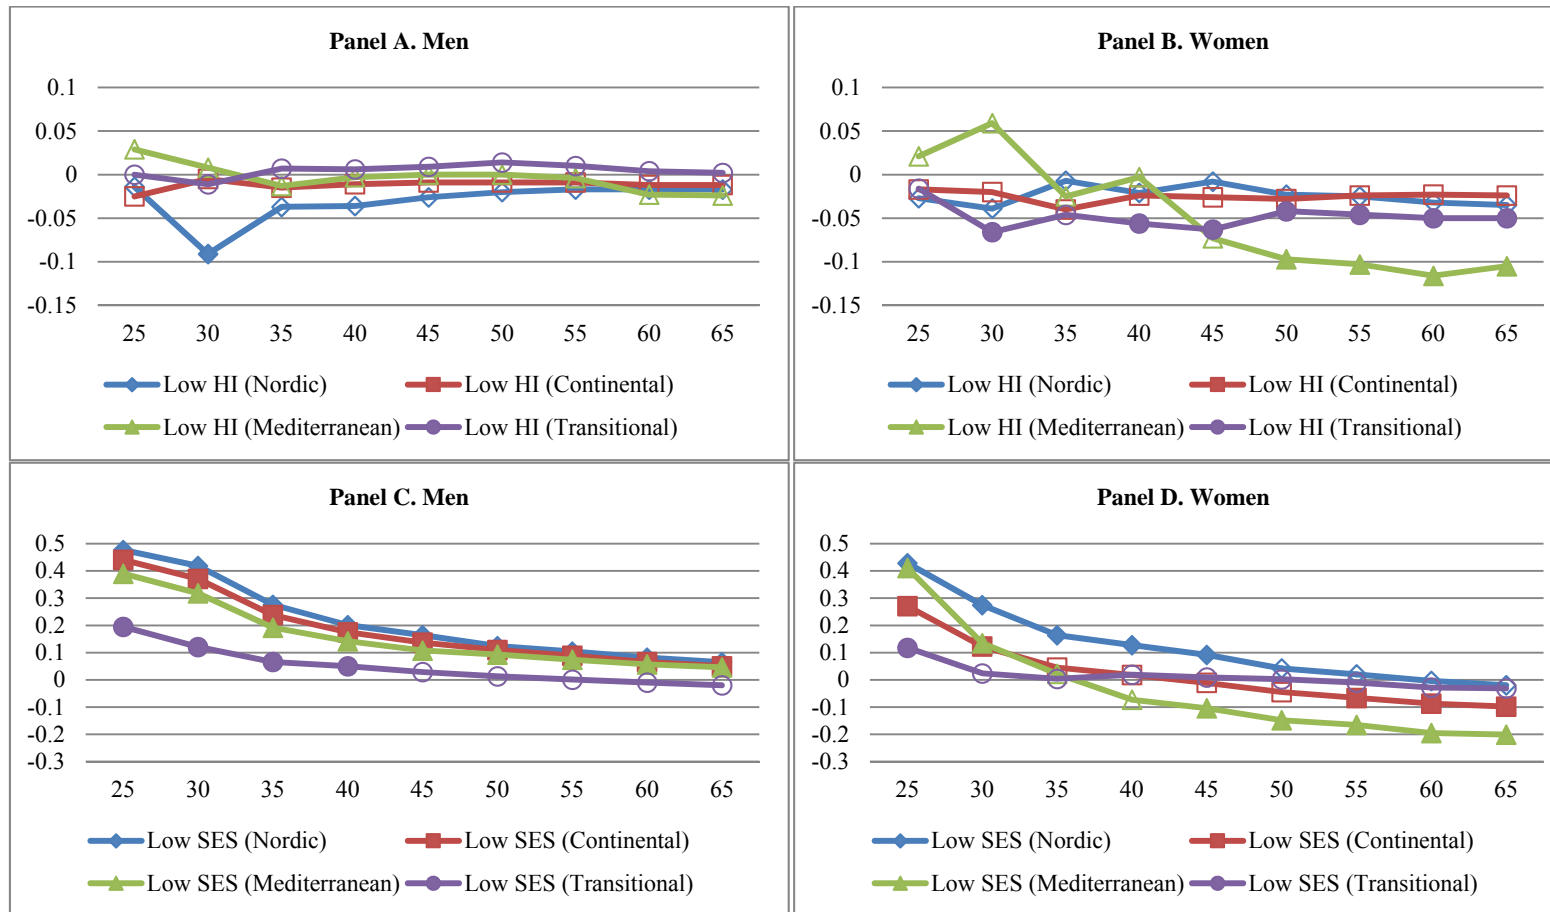 Panel A. Men
0.1
0.05
0
-0.05
-0.1
-0.15
25 30 35 40 45 50 55 60 65
Low HI (Nordic) Low HI (Continental)
Low HI (Mediterranean) Low HI (Transitional)
Panel B. Women
0.1
0.05
0
-0.05
-0.1
-0.15
25 30 35 40 45 50 55 60 65
Low HI (Nordic) Low HI (Continental)
Low HI (Mediterranean) Low HI (Transitional)
Panel C. Men
0.5
0.4
0.3
0.2
0.1
0
-0.1
-0.2
-0.3
25 30 35 40 45 50 55 60 65
Low SES (Nordic) Low SES (Continental)
Low SES (Mediterranean) Low SES (Transitional)
Panel D. Women
0.5
0.4
0.3
0.2
0.1
0
-0.1
-0.2
-0.3
25 30 35 40 45 50 55 60 65
Low SES (Nordic) Low SES (Continental)
Low SES (Mediterranean) Low SES (Transitional)